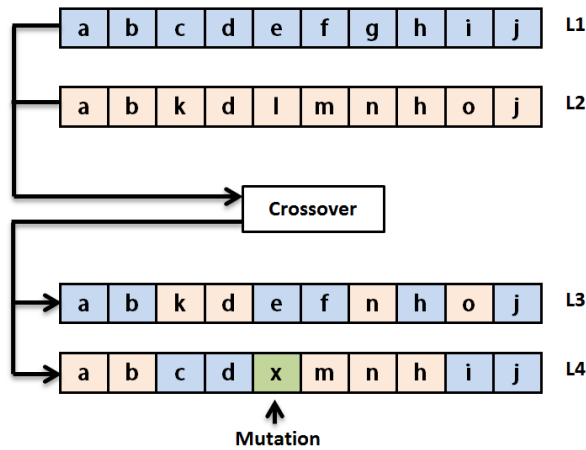 a b c d e f g h i j L1
a b k d l m n h o j L2
Crossover
a b k d e f n h o j L3
a b c d x m n h i j L4
Mutation